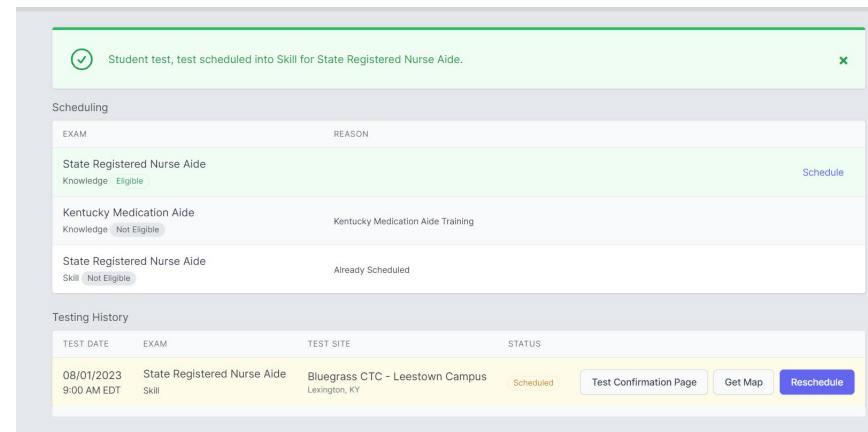 Student test, test scheduled into Skill for State Registered Nurse Aide.
Scheduling
EXAM REASON
State Registered Nurse Aide
Knowledge Eligible
Schedule
Kentucky Medication Aide
Knowledge Not Eligible
Kentucky Medication Aide Training
State Registered Nurse Aide
Skill Not Eligible
Already Scheduled
Testing History
TEST DATE EXAM TEST SITE STATUS
08/01/2023
9:00 AM EDT
State Registered Nurse Aide
Skill
Bluegrass CTC - Leestown Campus
Lexington, KY
Scheduled
Test Confirmation Page
Get Map
Reschedule